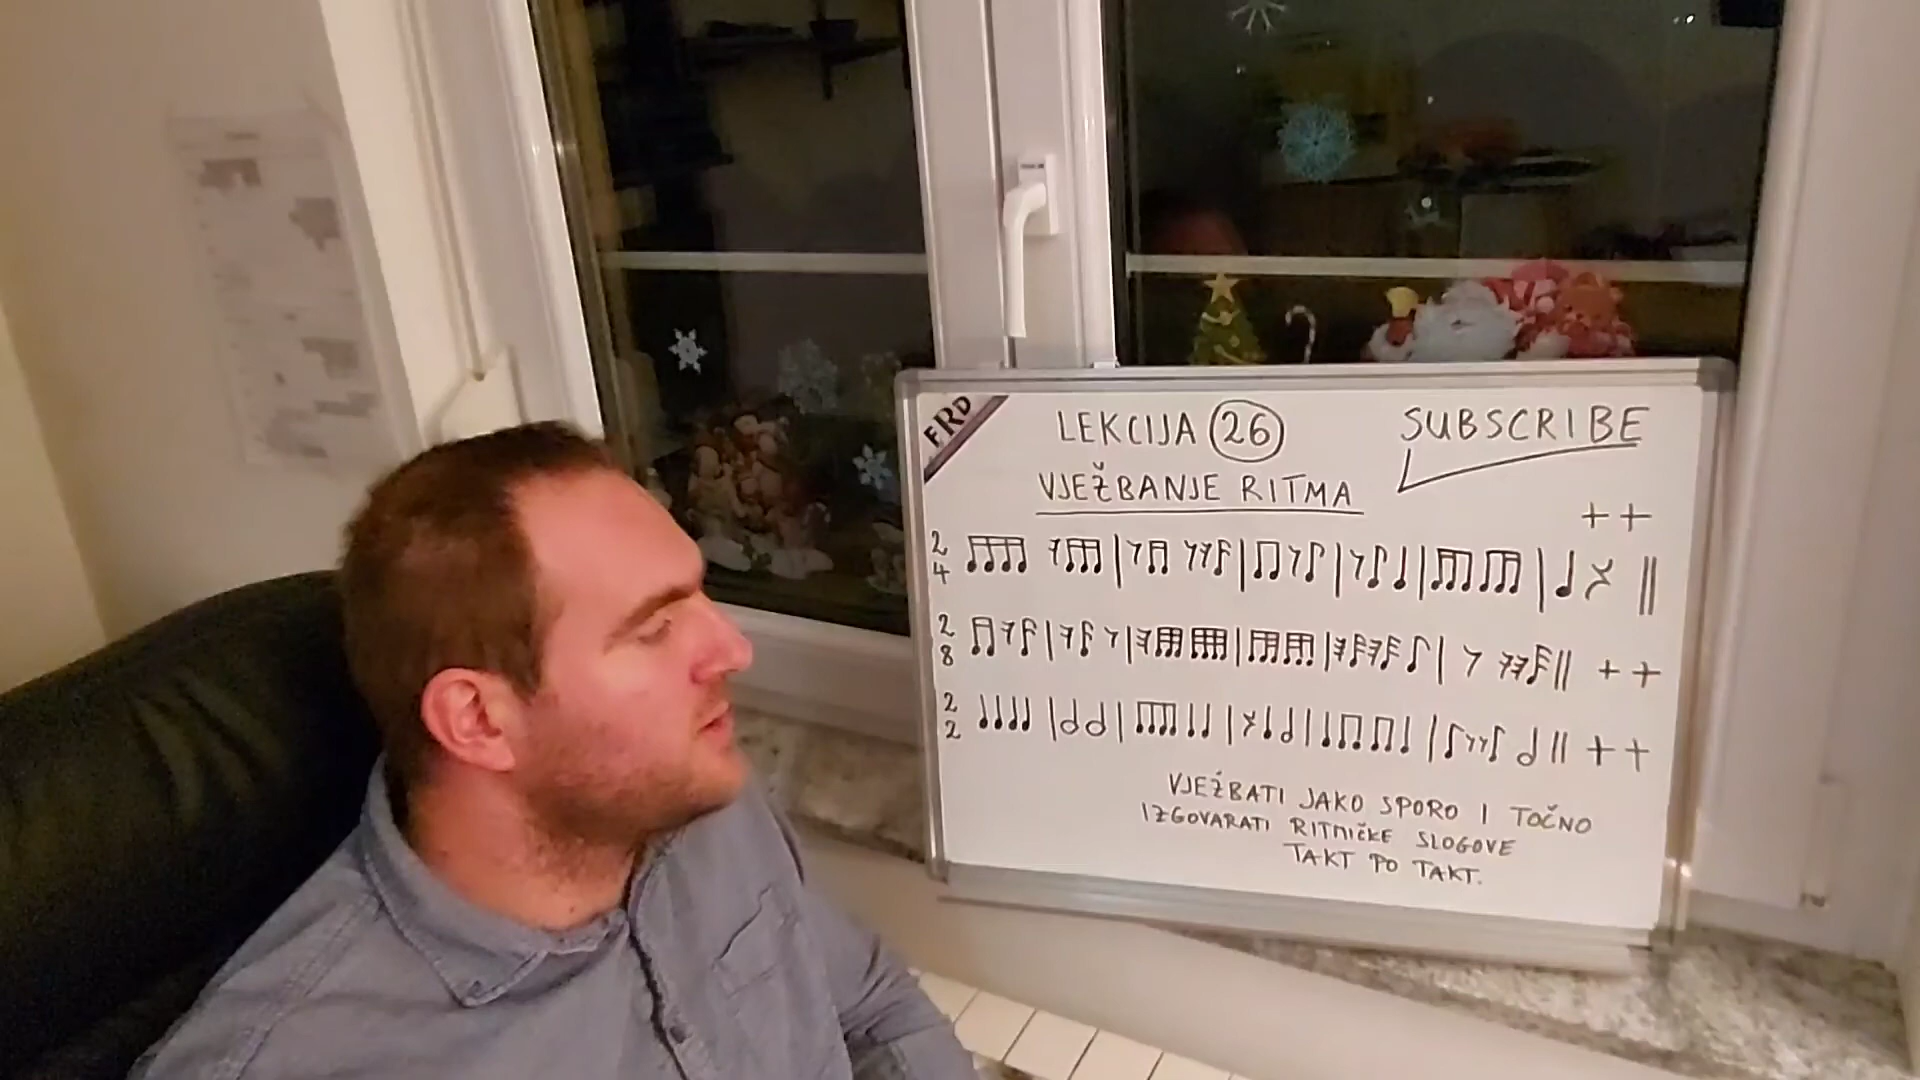 FRD
LEKCIJA 26
SUBSCRIBE
VJEŽBANJE RITMA
++
2
4
2
8
++
2
2
++
VJEŽBATI JAKO SPORO I TOČNO
IZGOVARATI RITMIČKE SLOGOVE
TAKT PO TAKT.